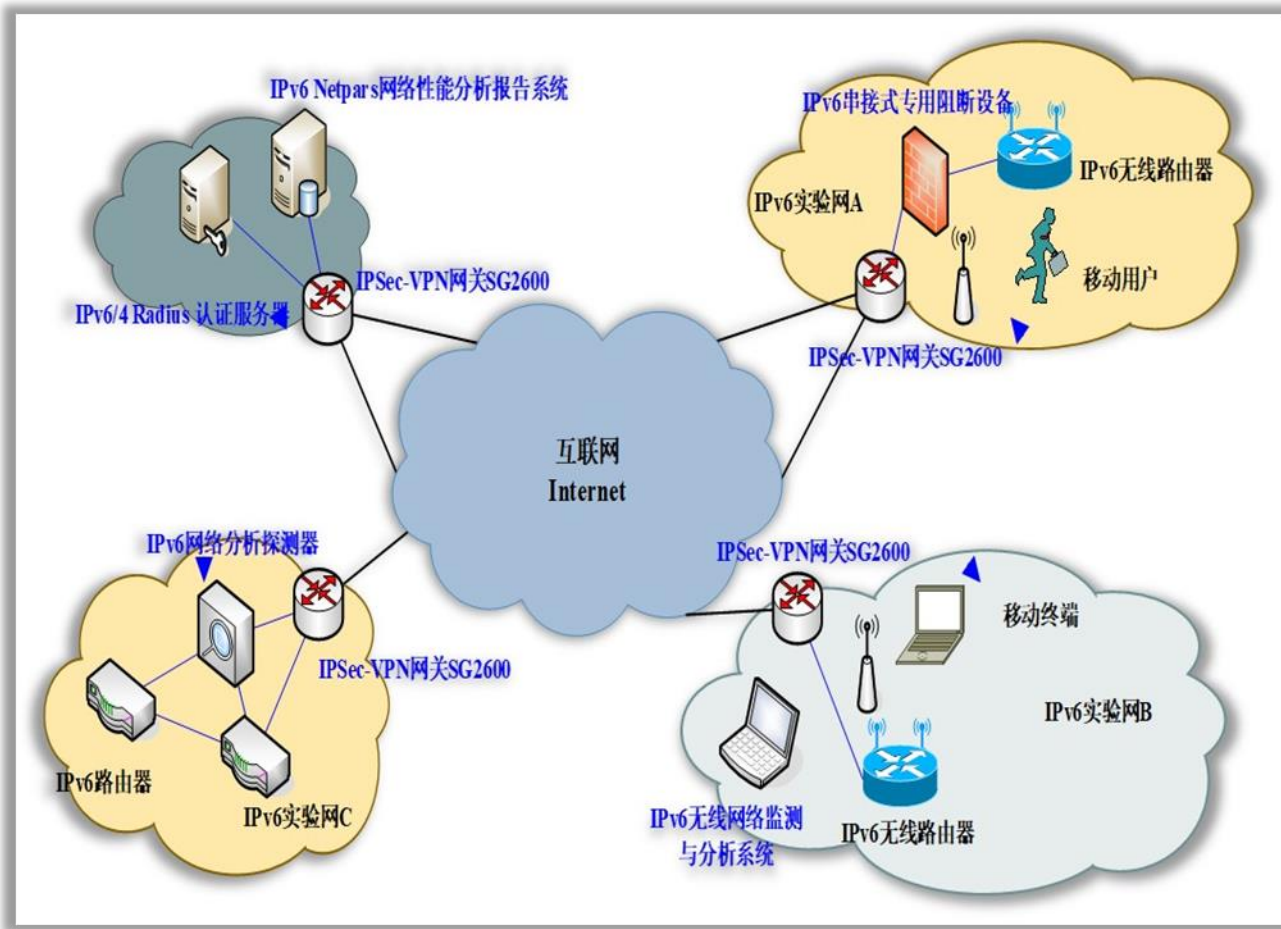 IPv6 Netpars网络性能分析报告系统
IPSec-VPN网关SG2600
IPv6/4 Radius 认证服务器
IPv6串接式专用阻断设备
IPv6无线路由器
IPv6实验网A
移动用户
IPSec-VPN网关SG2600
互联网
Internet
IPv6网络分析探测器
IPSec-VPN网关SG2600
IPv6路由器
IPv6实验网C
IPSec-VPN网关SG2600
移动终端
IPv6实验网B
IPv6无线网络监测
与分析系统
IPv6无线路由器